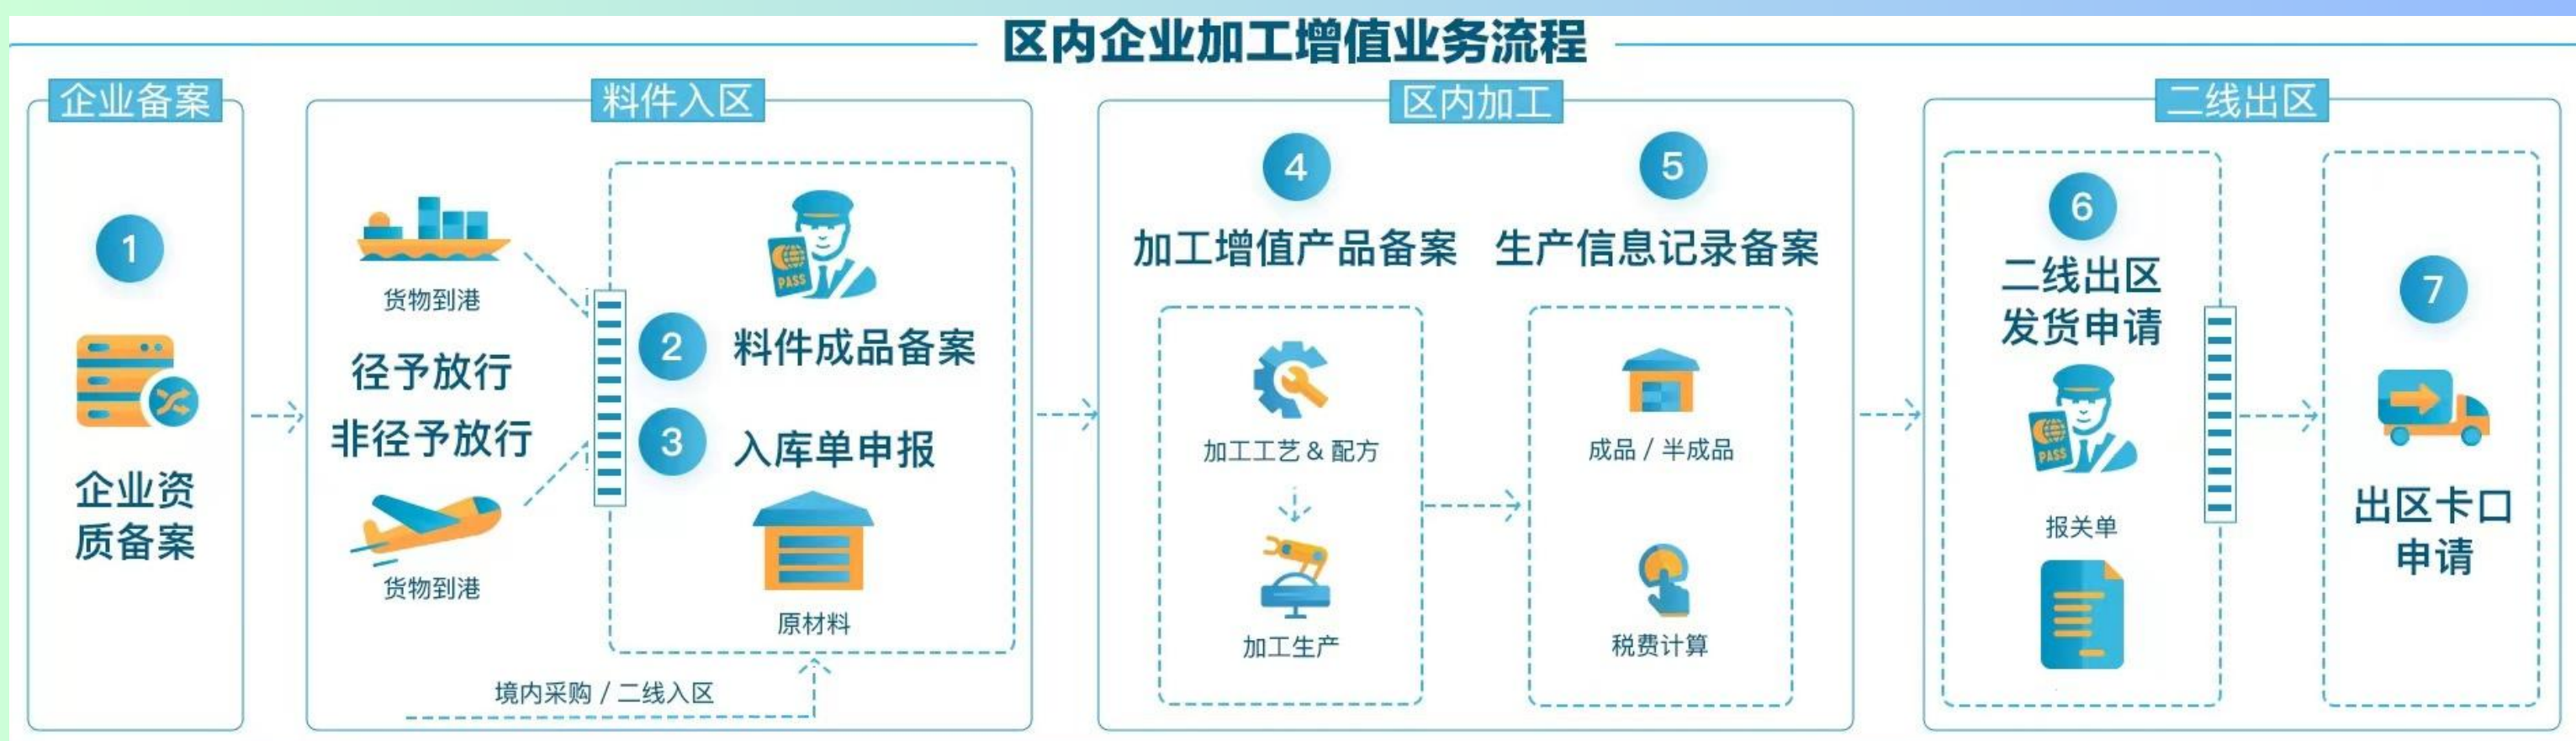 区内企业加工增值业务流程
企业备案
1
企业资
质备案
料件入区
货物到港
径予放行
非径予放行
货物到港
PASS
2
料件成品备案
3
入库单申报
原材料
境内采购 / 二线入区
区内加工
4
加工增值产品备案
加工工艺 & 配方
加工生产
5
生产信息记录备案
成品 / 半成品
税费计算
二线出区
6
二线出区
发货申请
PASS
报关单
7
出区卡口
申请